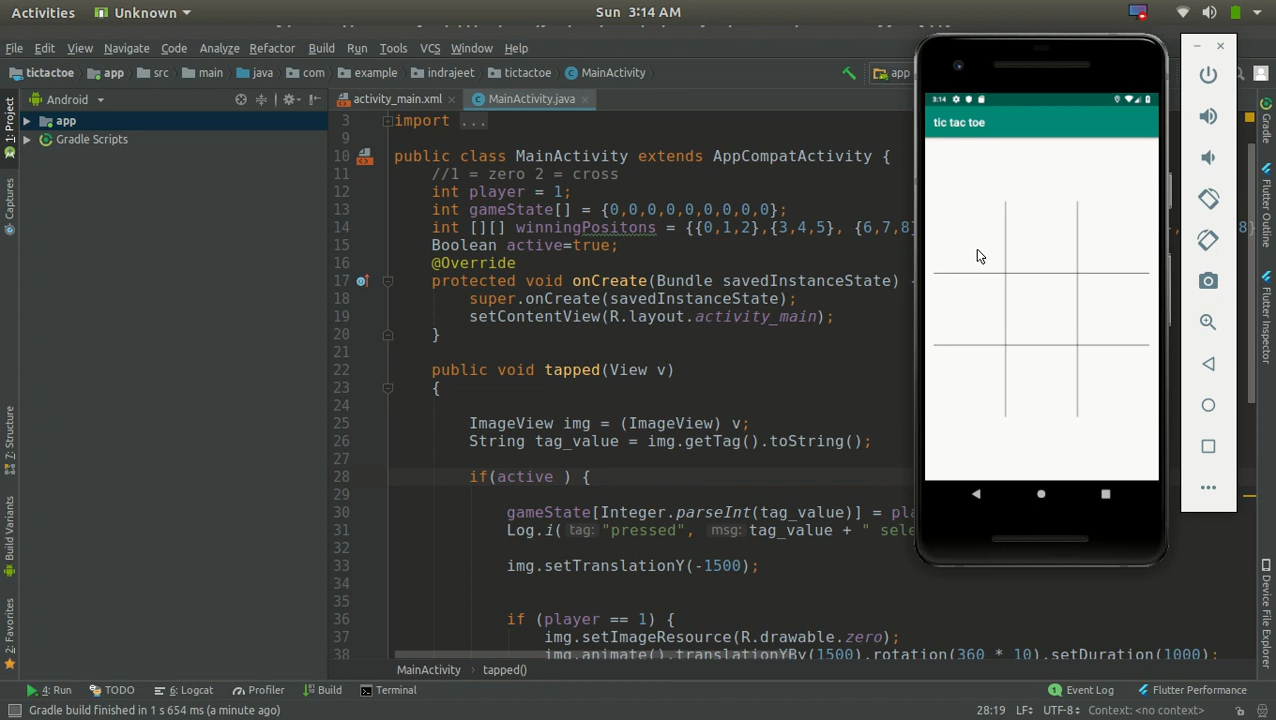 Activities
Unknown
Sun 3:14 AM
File Edit View Navigate Code Analyze Refactor Build Run Tools VCS Window Help
tictactoe app src main java com example indrajeet tictactoe MainActivity app
Android
activity_main.xml
MainActivity.java
1: Project
Captures
7: Structure
Build Variants
2: Favorites
app
Gradle Scripts
3 import ...
9
10 public class MainActivity extends AppCompatActivity {
11 //1 = zero 2 = cross
12 int player = 1;
13 int gameState[] = {0,0,0,0,0,0,0,0,0};
14 int [][] winningPositons = {{0,1,2},{3,4,5}, {6,7,8}
15 Boolean active=true;
16 @Override
17 protected void onCreate(Bundle savedInstanceState) {
18 super.onCreate(savedInstanceState);
19 setContentView(R.layout.activity_main);
20 }
21
22 public void tapped(View v)
23 {
24
25 ImageView img = (ImageView) v;
26 String tag_value = img.getTag().toString();
27
28 if(active ) {
29
30 gameState[Integer.parseInt(tag_value)] = pla
31 Log.i( tag: "pressed", msg: tag_value + " sele
32
33 img.setTranslationY(-1500);
34
35
36 if (player == 1) {
37 img.setImageResource(R.drawable.zero);
38 img.animate().translationYBy(1500).rotation(360 * 10).setDuration(1000);
8}
3:14
tic tac toe
Gradle
Flutter Outline
Flutter Inspector
Device File Explorer
MainActivity tapped()
4: Run TODO 6: Logcat Profiler Build Terminal
1 Event Log Flutter Performance
Gradle build finished in 1 s 654 ms (a minute ago)
28:19 LF UTF-8 Context: <no context>